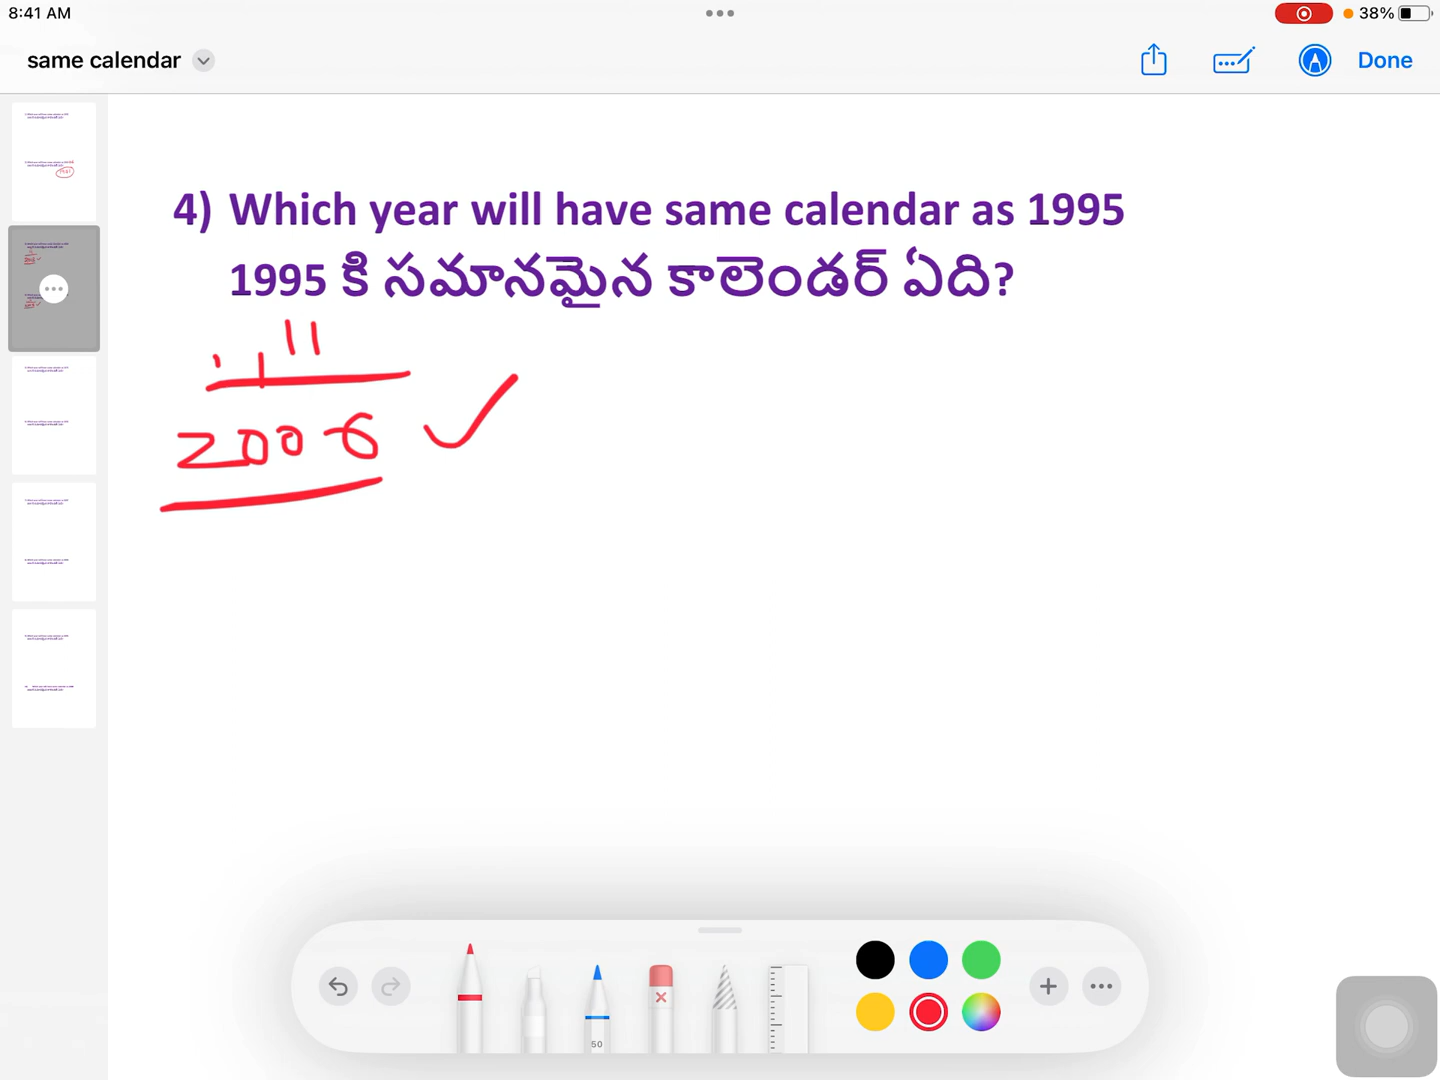 8:41 AM
38%
same calendar
Done
4) Which year will have same calendar as 1995
1995 కి సమానమైన కాలెండర్ ఏది?
11
2006
50